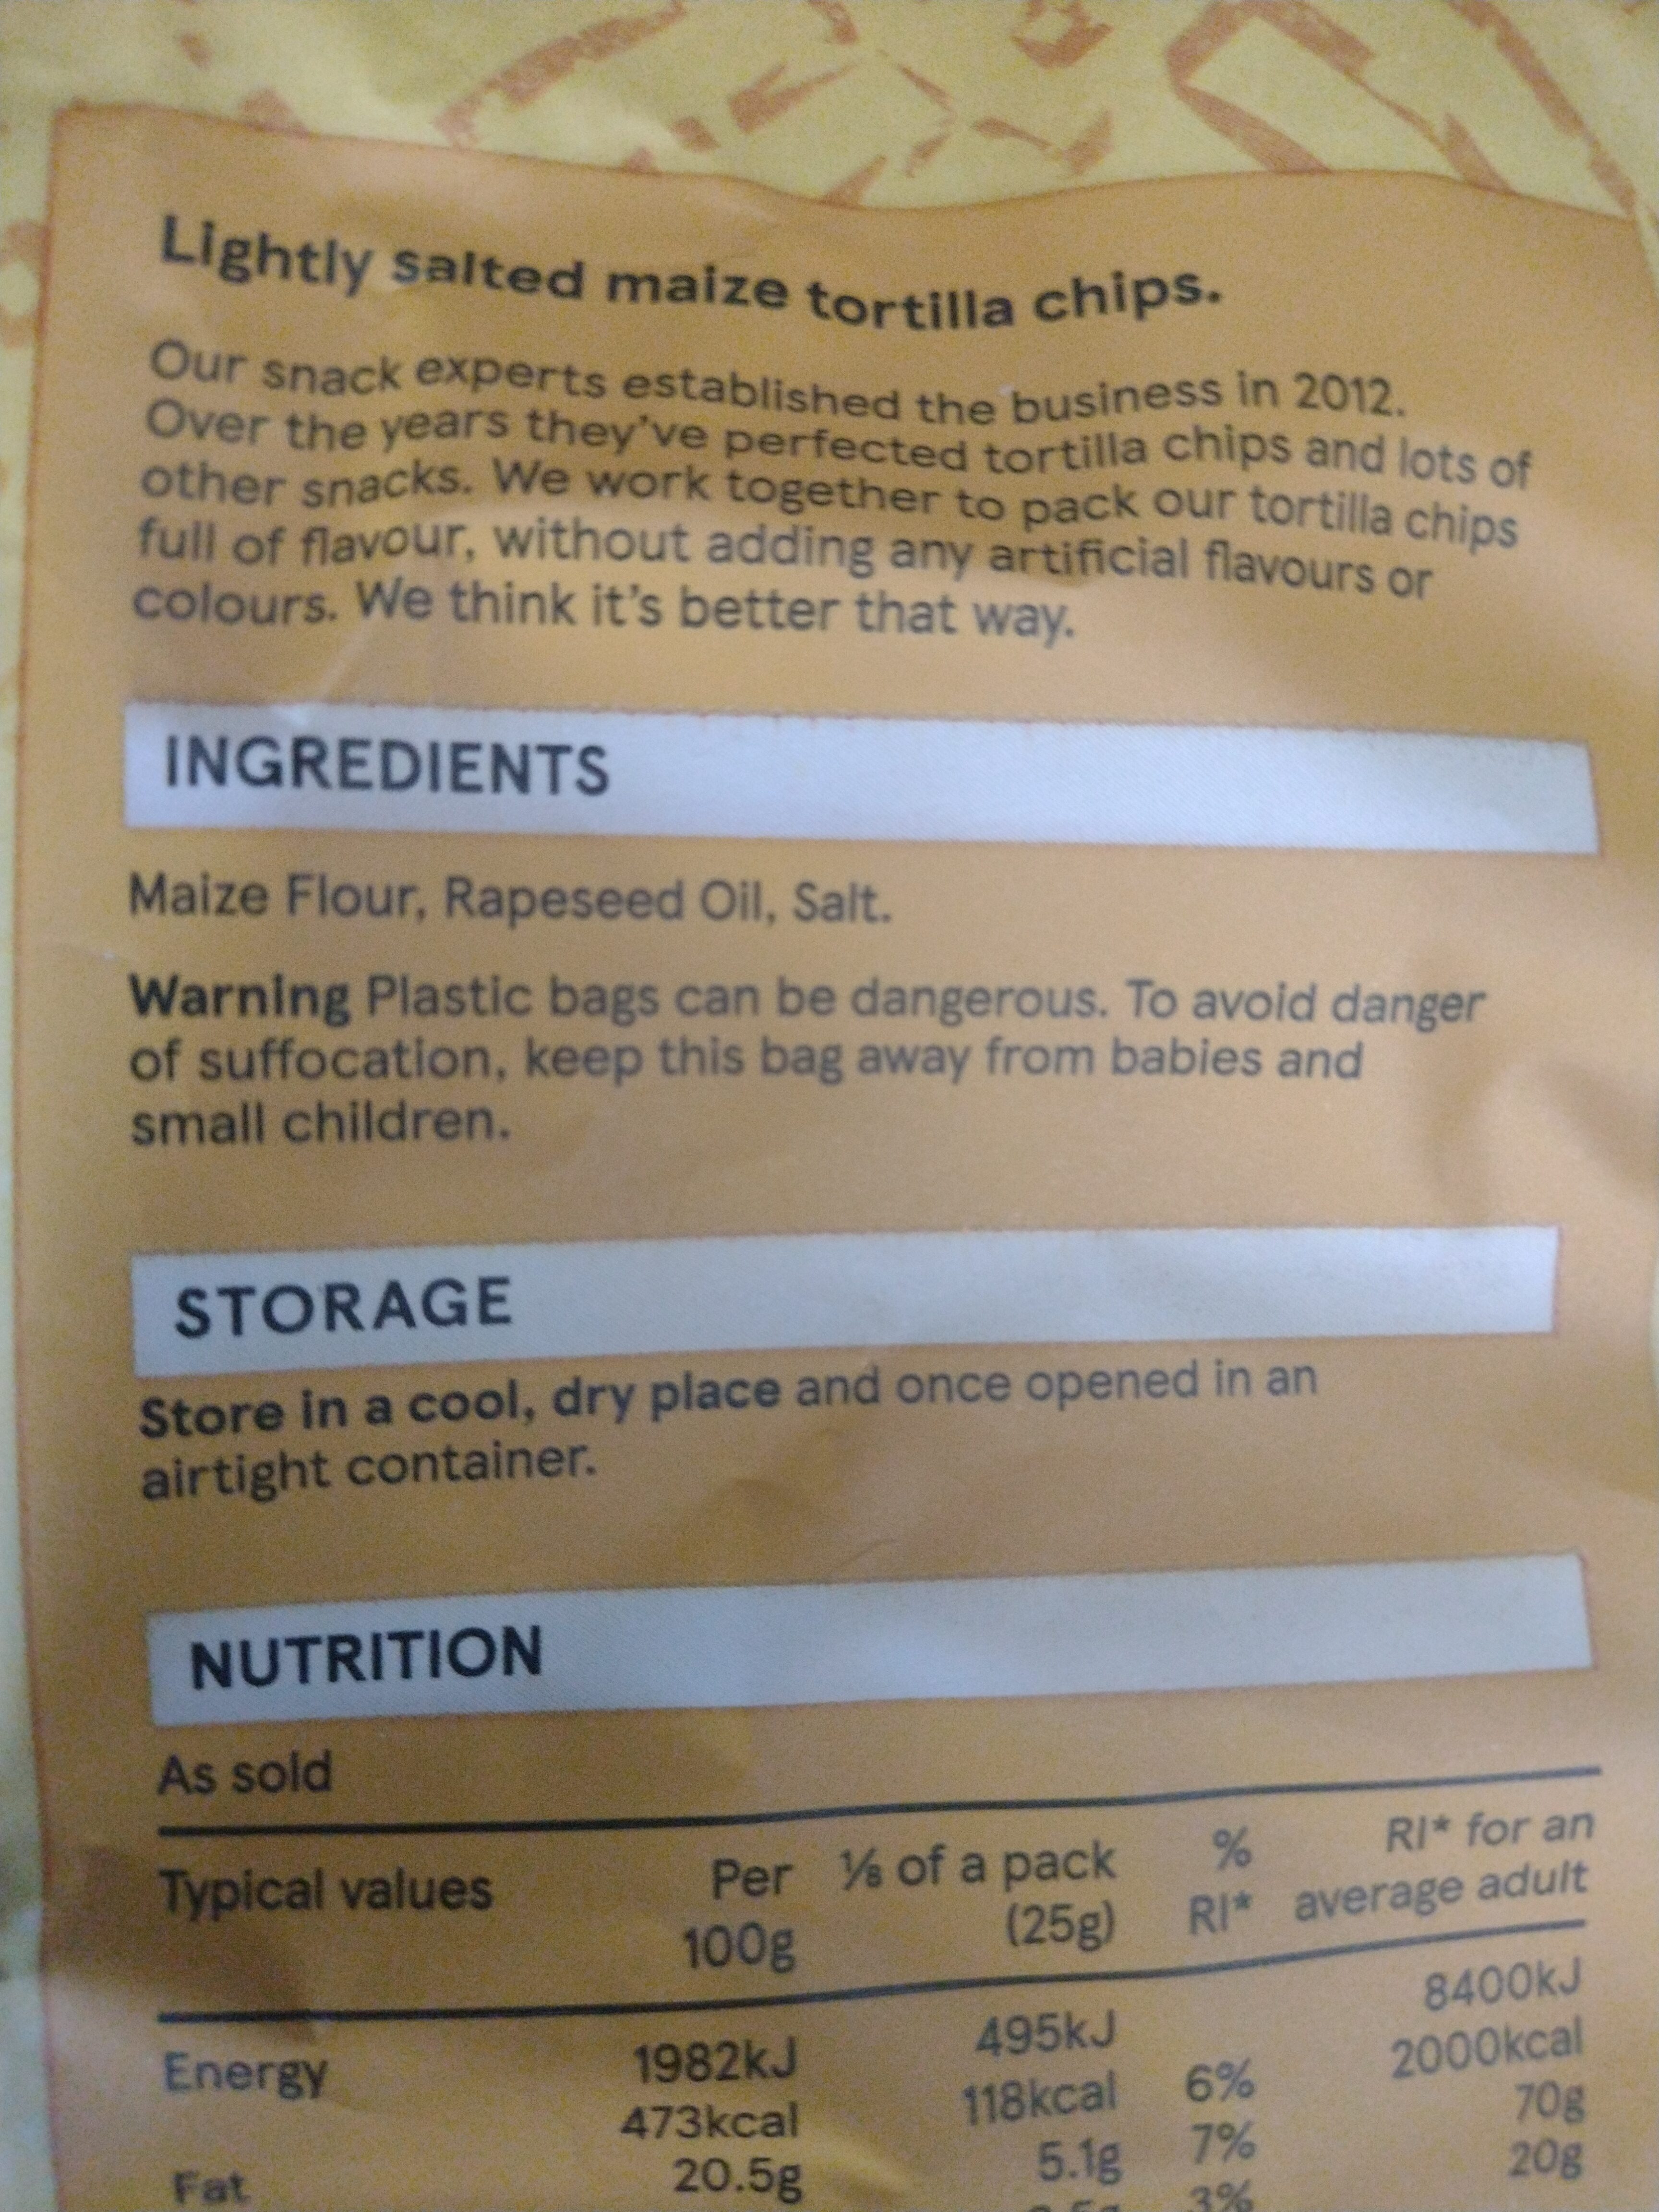 Lightly salted maize tortilla chips.
Our snack experts established the business in 2012.
Over the years they've perfected tortilla chips and lots of
other snacks. We work together to pack our tortilla chips
full of flavour, without adding any artificial flavours or
colours. We think it's better that way.
INGREDIENTS
Maize Flour, Rapeseed Oil, Salt.
Warning Plastic bags can be dangerous. To avoid danger
of suffocation, keep this bag away from babies and
small children.
STORAGE
Store in a cool, dry place and once opened in an
airtight container.
NUTRITION
As sold
Typical values Per 100g ⅛ of a pack (25g) % RI* RI* for an average adult
Energy 1982kJ 495kJ 8400kJ
473kcal 118kcal 6% 2000kcal
Fat 20.5g 5.1g 7% 70g
3% 20g